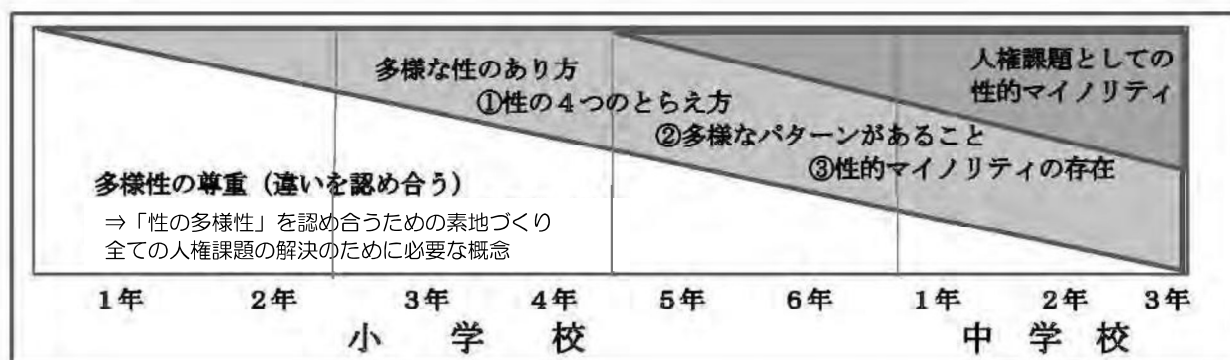 人権課題としての
性的マイノリティ
多様な性のあり方
①性の４つのとらえ方
②多様なパターンがあること
③性的マイノリティの存在
多様性の尊重（違いを認め合う）
⇒「性の多様性」を認め合うための素地づくり
全ての人権課題の解決のために必要な概念
1年 2年 3年 4年 5年 6年 1年 2年 3年
小学校 中学校